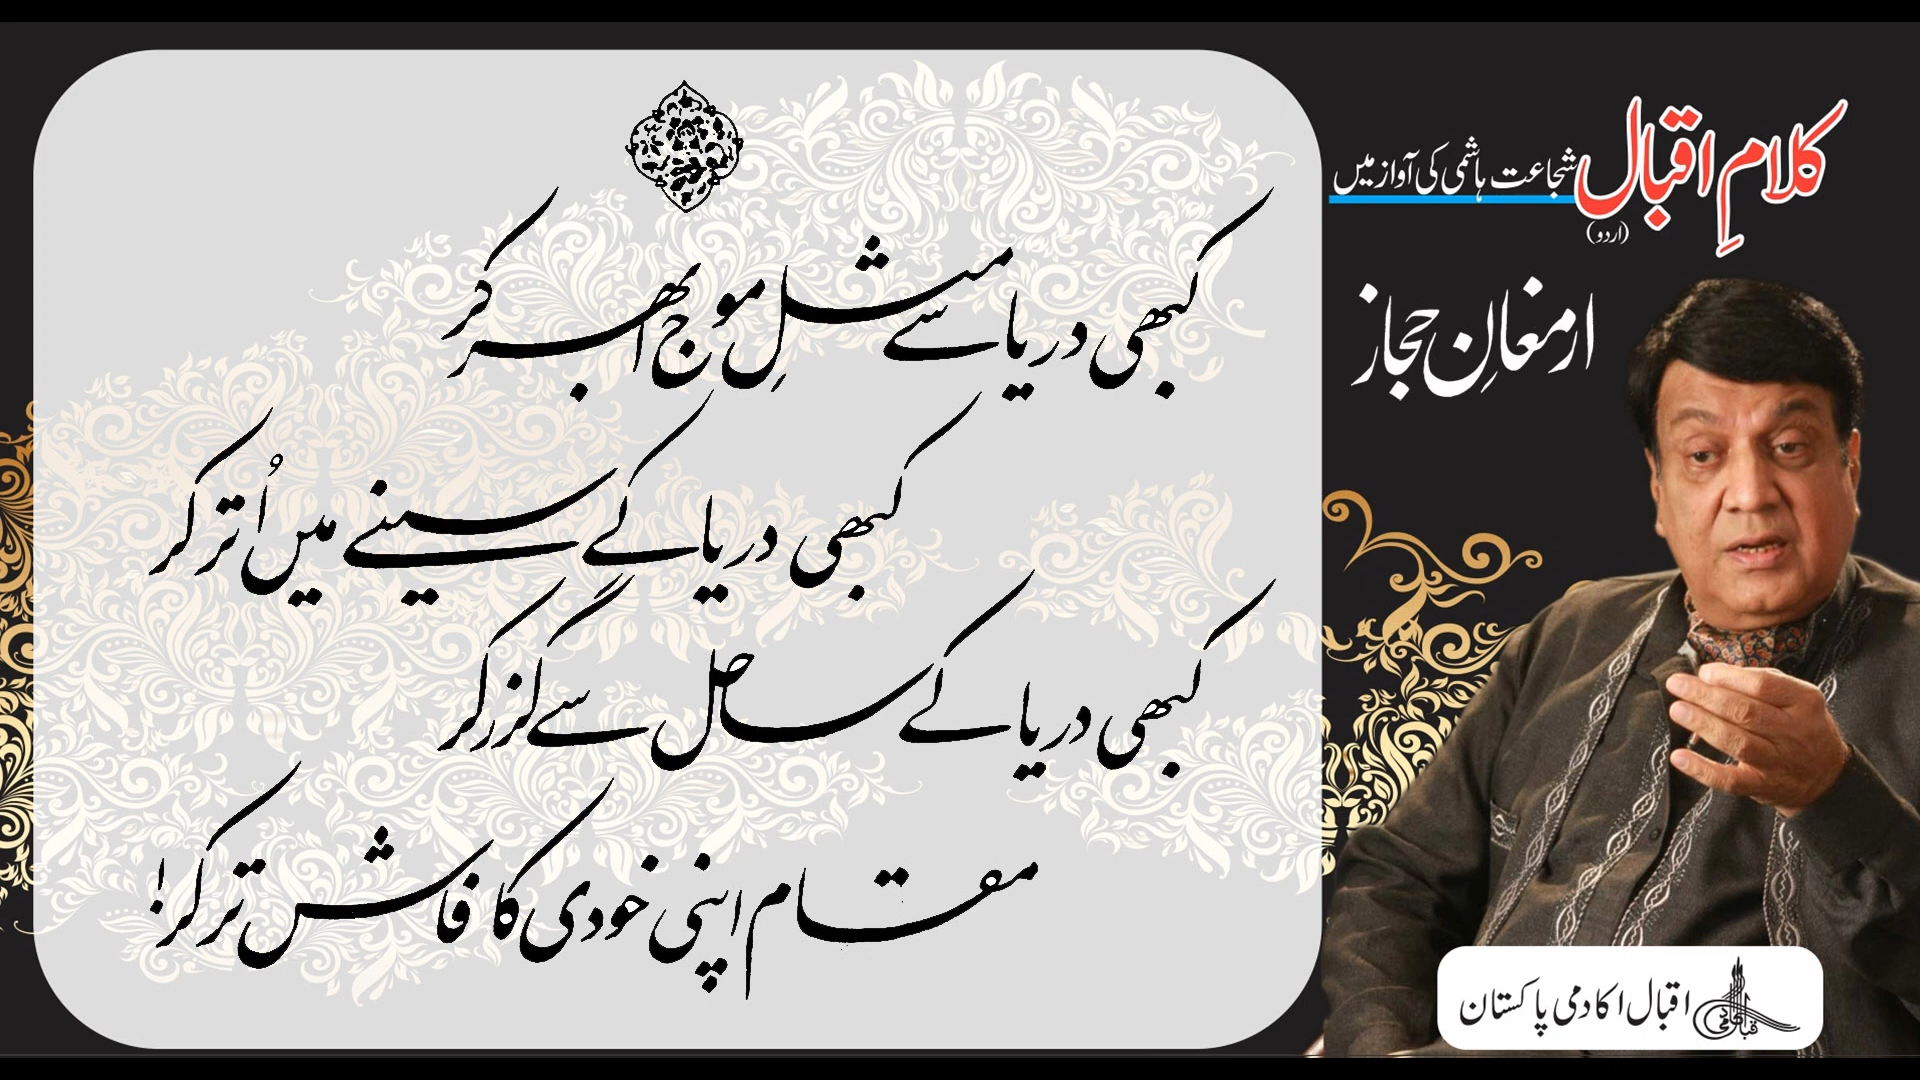 کلامِ اقبال
شجاعت ہاشمی کی آواز میں
(اردو)
ارمغانِ حجاز
کبھی دریا سے مثلِ موج ابھر کر
کبھی دریا کے سینے میں اُتر کر
کبھی دریا کے ساحل سے گزر کر
مقام اپنی خودی کا فاش تر کر!
اقبال اکادمی پاکستان